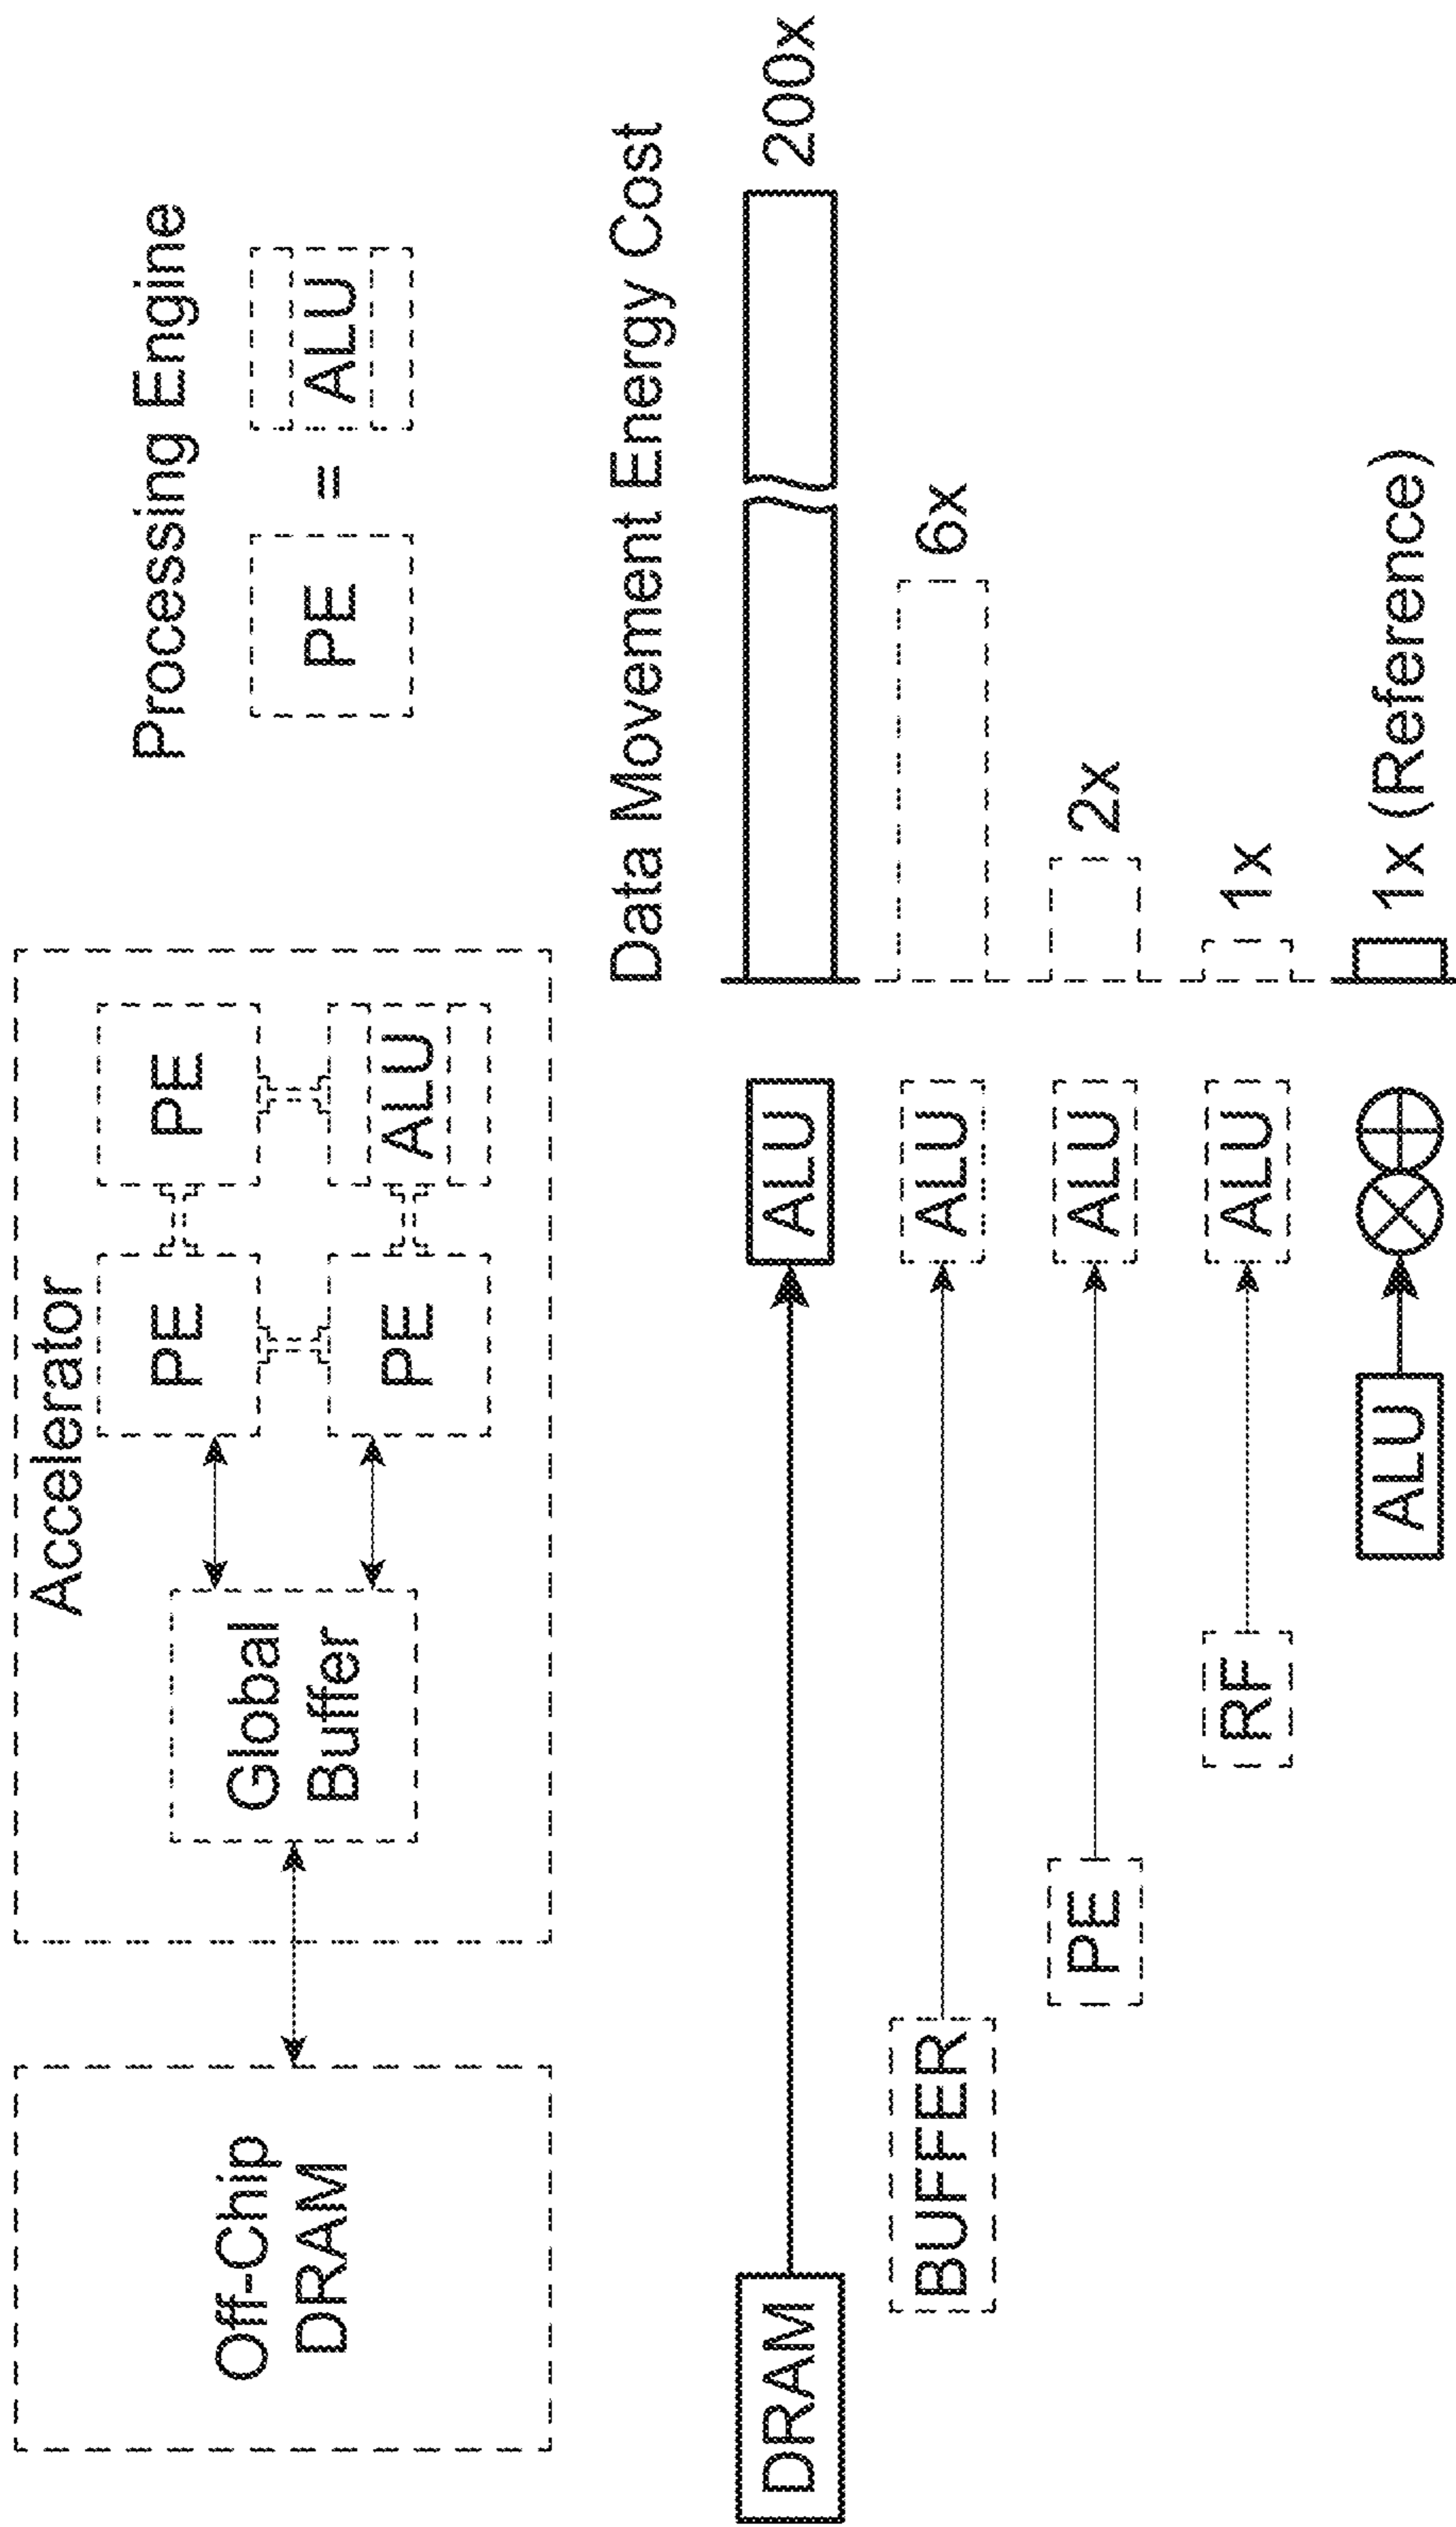 Accelerator
Processing Engine
Off-Chip
DRAM
Global
Buffer
PE
PE
PE
ALU
PE
=
ALU
Data Movement Energy Cost
DRAM
ALU
200x
BUFFER
ALU
6x
PE
ALU
2x
RF
ALU
1x
ALU
1x (Reference)